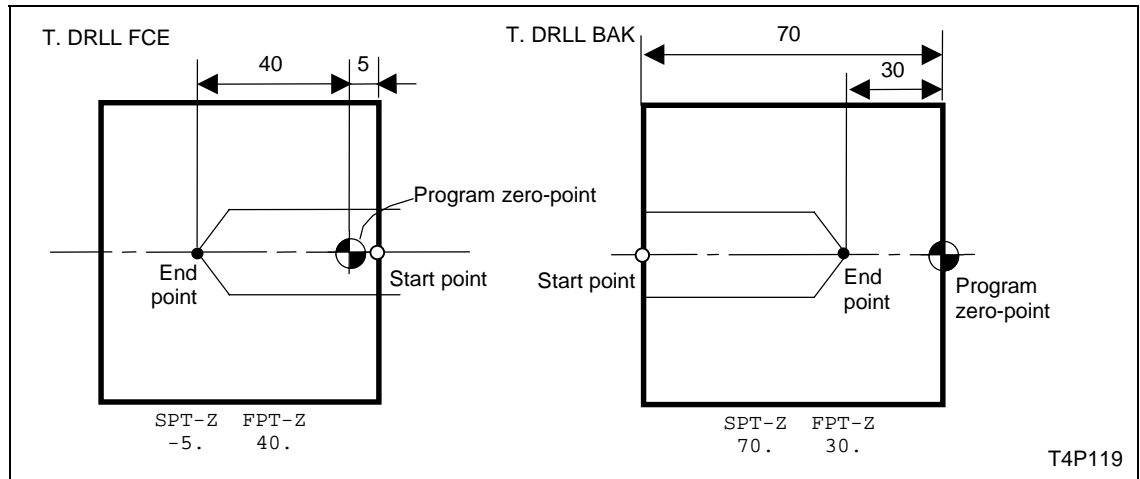 T. DRLL FCE
40
5
Program zero-point
End
point
Start point
SPT-Z FPT-Z
-5. 40.
T. DRLL BAK
70
30
Start point
End
point
Program
zero-point
SPT-Z FPT-Z
70. 30.
T4P119